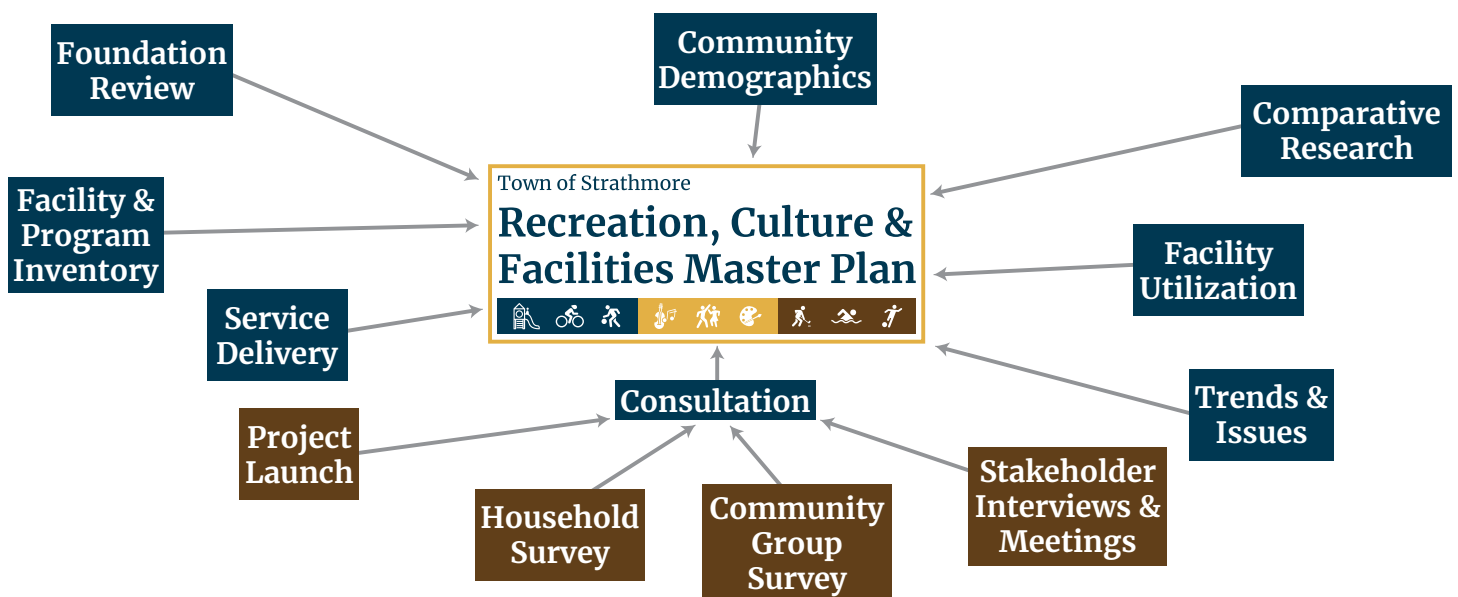 Foundation
Review
Community
Demographics
Comparative
Research
Facility &
Program
Inventory
Town of Strathmore
Recreation, Culture &
Facilities Master Plan
Facility
Utilization
Service
Delivery
Consultation
Trends &
Issues
Project
Launch
Household
Survey
Community
Group
Survey
Stakeholder
Interviews &
Meetings